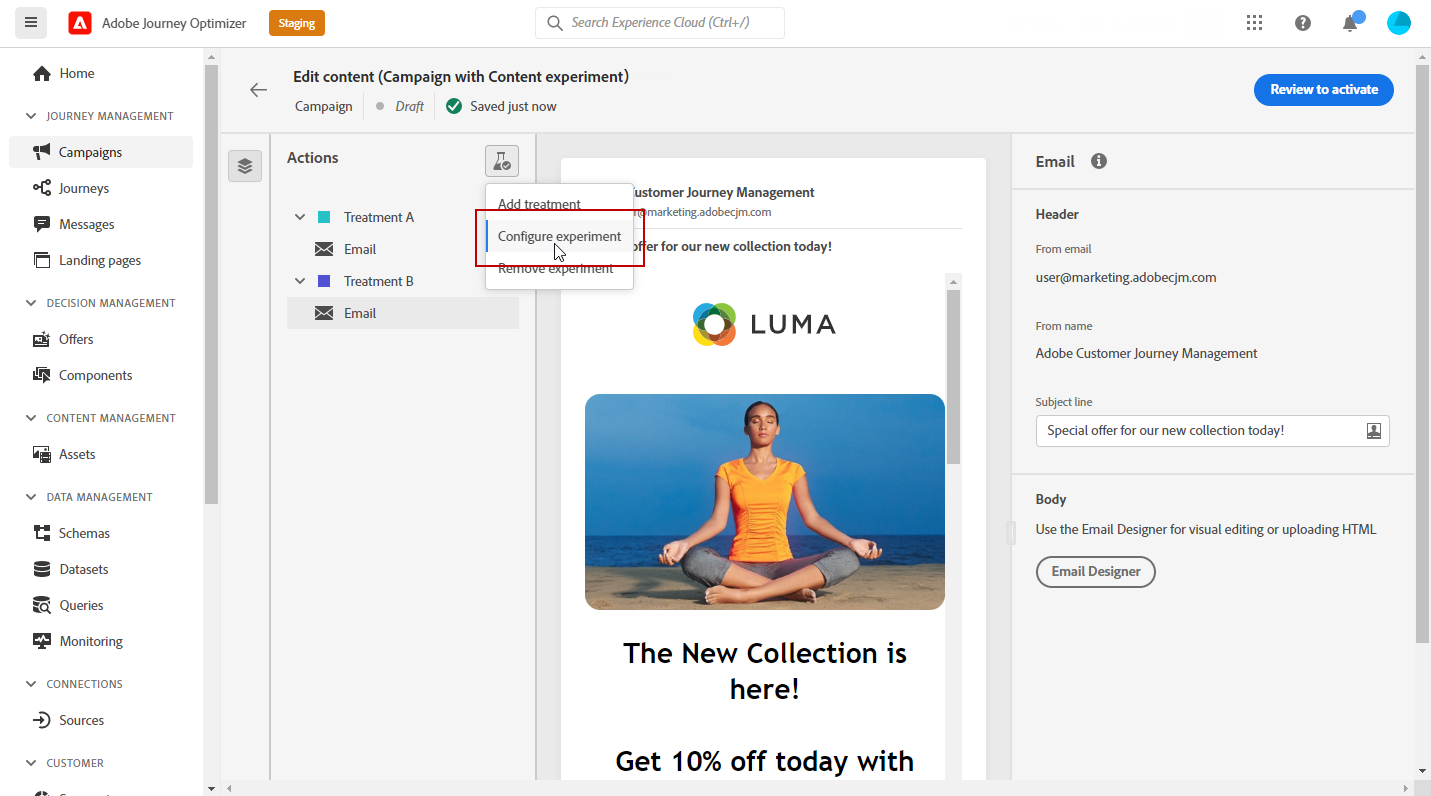 Adobe Journey Optimizer
Staging
Search Experience Cloud (Ctrl+/)
Home
JOURNEY MANAGEMENT
Campaigns
Journeys
Messages
Landing pages
DECISION MANAGEMENT
Offers
Components
CONTENT MANAGEMENT
Assets
DATA MANAGEMENT
Schemas
Datasets
Queries
Monitoring
CONNECTIONS
Sources
CUSTOMER
Edit content (Campaign with Content experiment)
Campaign
Draft
Saved just now
Review to activate
Actions
Add treatment
Configure experiment
Remove experiment
Treatment A
Email
Treatment B
Email
ustomer Journey Management
@marketing.adobecjm.com
offer for our new collection today!
LUMA
The New Collection is
here!
Get 10% off today with
Email
Header
From email
user@marketing.adobecjm.com
From name
Adobe Customer Journey Management
Subject line
Special offer for our new collection today!
Body
Use the Email Designer for visual editing or uploading HTML
Email Designer